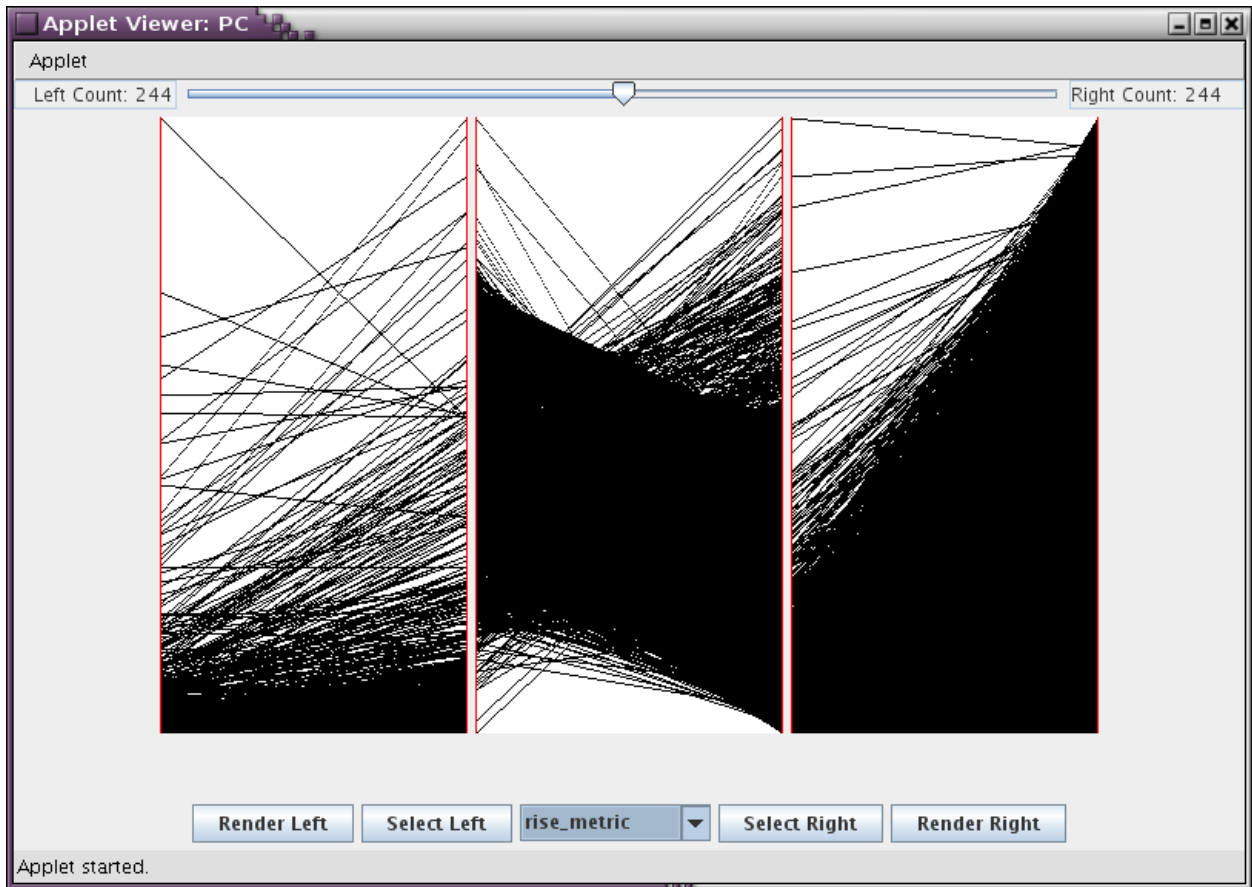 Applet Viewer: PC
Applet
Left Count: 244
Right Count: 244
Render Left
Select Left
rise_metric
Select Right
Render Right
Applet started.